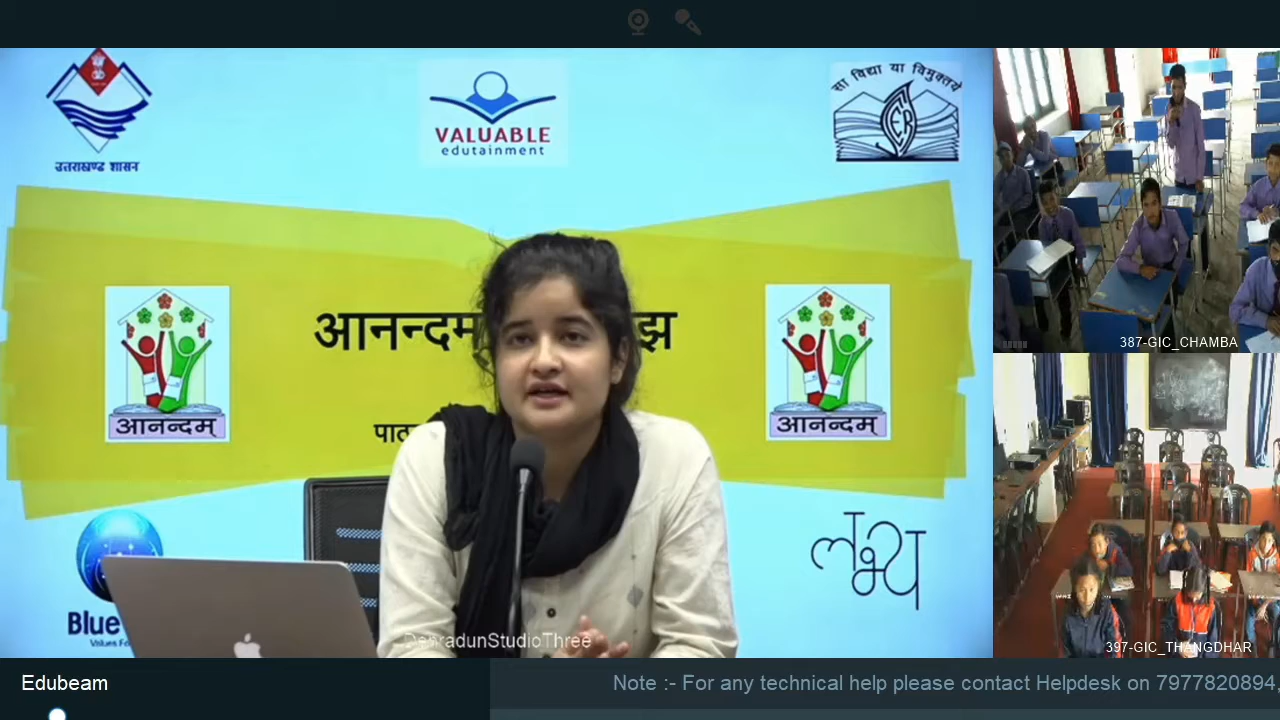 उत्तराखण्ड शासन
VALUABLE
edutainment
सा विद्या या विमुक्तये
आनन्दम
झ
आनन्दम्
आनन्दम्
Blue
लक्ष्य
DehradunStudioThree
387-GIC_CHAMBA
397-GIC_THANGDHAR
Edubeam
Note :- For any technical help please contact Helpdesk on 7977820894,